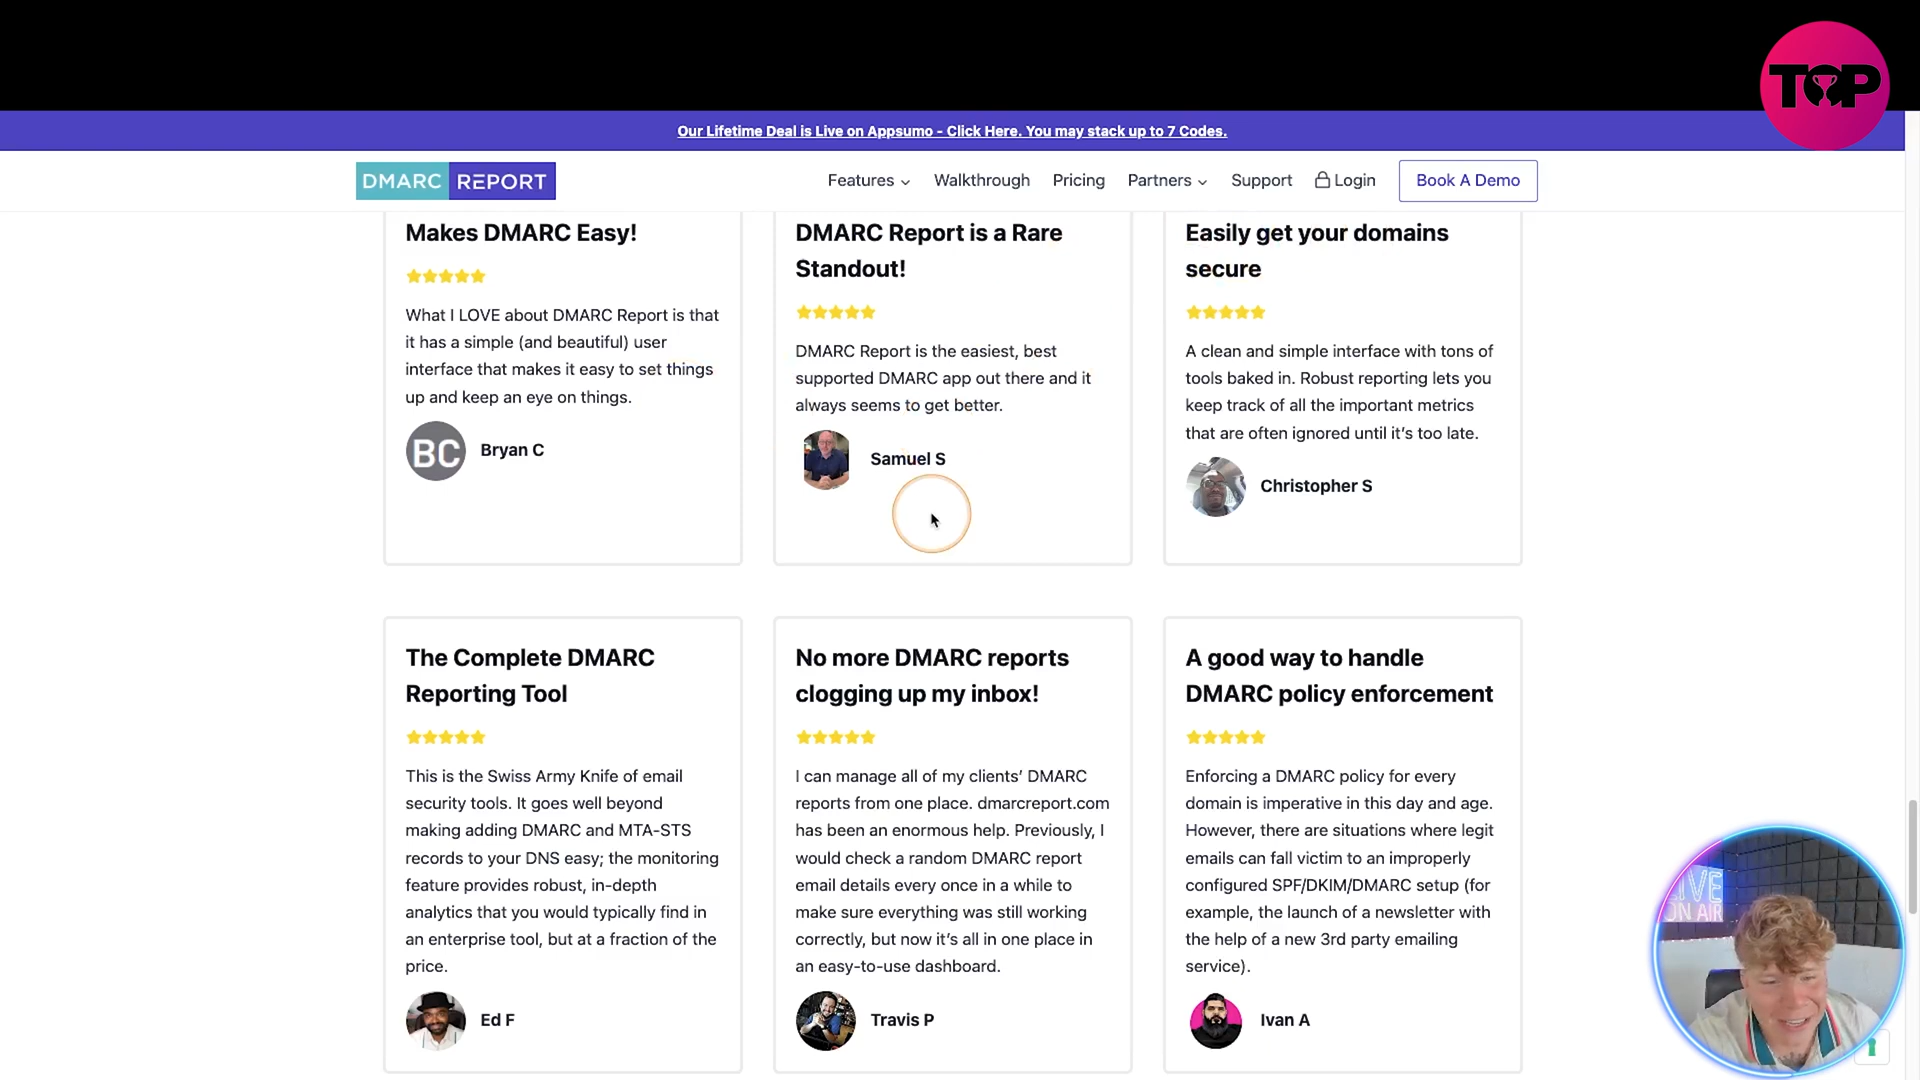 TOP
Our Lifetime Deal is Live on Appsumo - Click Here. You may stack up to 7 Codes.
DMARC REPORT
Features
Walkthrough
Pricing
Partners
Support
Login
Book A Demo
Makes DMARC Easy!
What I LOVE about DMARC Report is that
it has a simple (and beautiful) user
interface that makes it easy to set things
up and keep an eye on things.
BC
Bryan C
DMARC Report is a Rare
Standout!
DMARC Report is the easiest, best
supported DMARC app out there and it
always seems to get better.
Samuel S
Easily get your domains
secure
A clean and simple interface with tons of
tools baked in. Robust reporting lets you
keep track of all the important metrics
that are often ignored until it’s too late.
Christopher S
The Complete DMARC
Reporting Tool
This is the Swiss Army Knife of email
security tools. It goes well beyond
making adding DMARC and MTA-STS
records to your DNS easy; the monitoring
feature provides robust, in-depth
analytics that you would typically find in
an enterprise tool, but at a fraction of the
price.
Ed F
No more DMARC reports
clogging up my inbox!
I can manage all of my clients’ DMARC
reports from one place. dmarcreport.com
has been an enormous help. Previously, I
would check a random DMARC report
email details every once in a while to
make sure everything was still working
correctly, but now it’s all in one place in
an easy-to-use dashboard.
Travis P
A good way to handle
DMARC policy enforcement
Enforcing a DMARC policy for every
domain is imperative in this day and age.
However, there are situations where legit
emails can fall victim to an improperly
configured SPF/DKIM/DMARC setup (for
example, the launch of a newsletter with
the help of a new 3rd party emailing
service).
Ivan A
LIVE
ON AIR